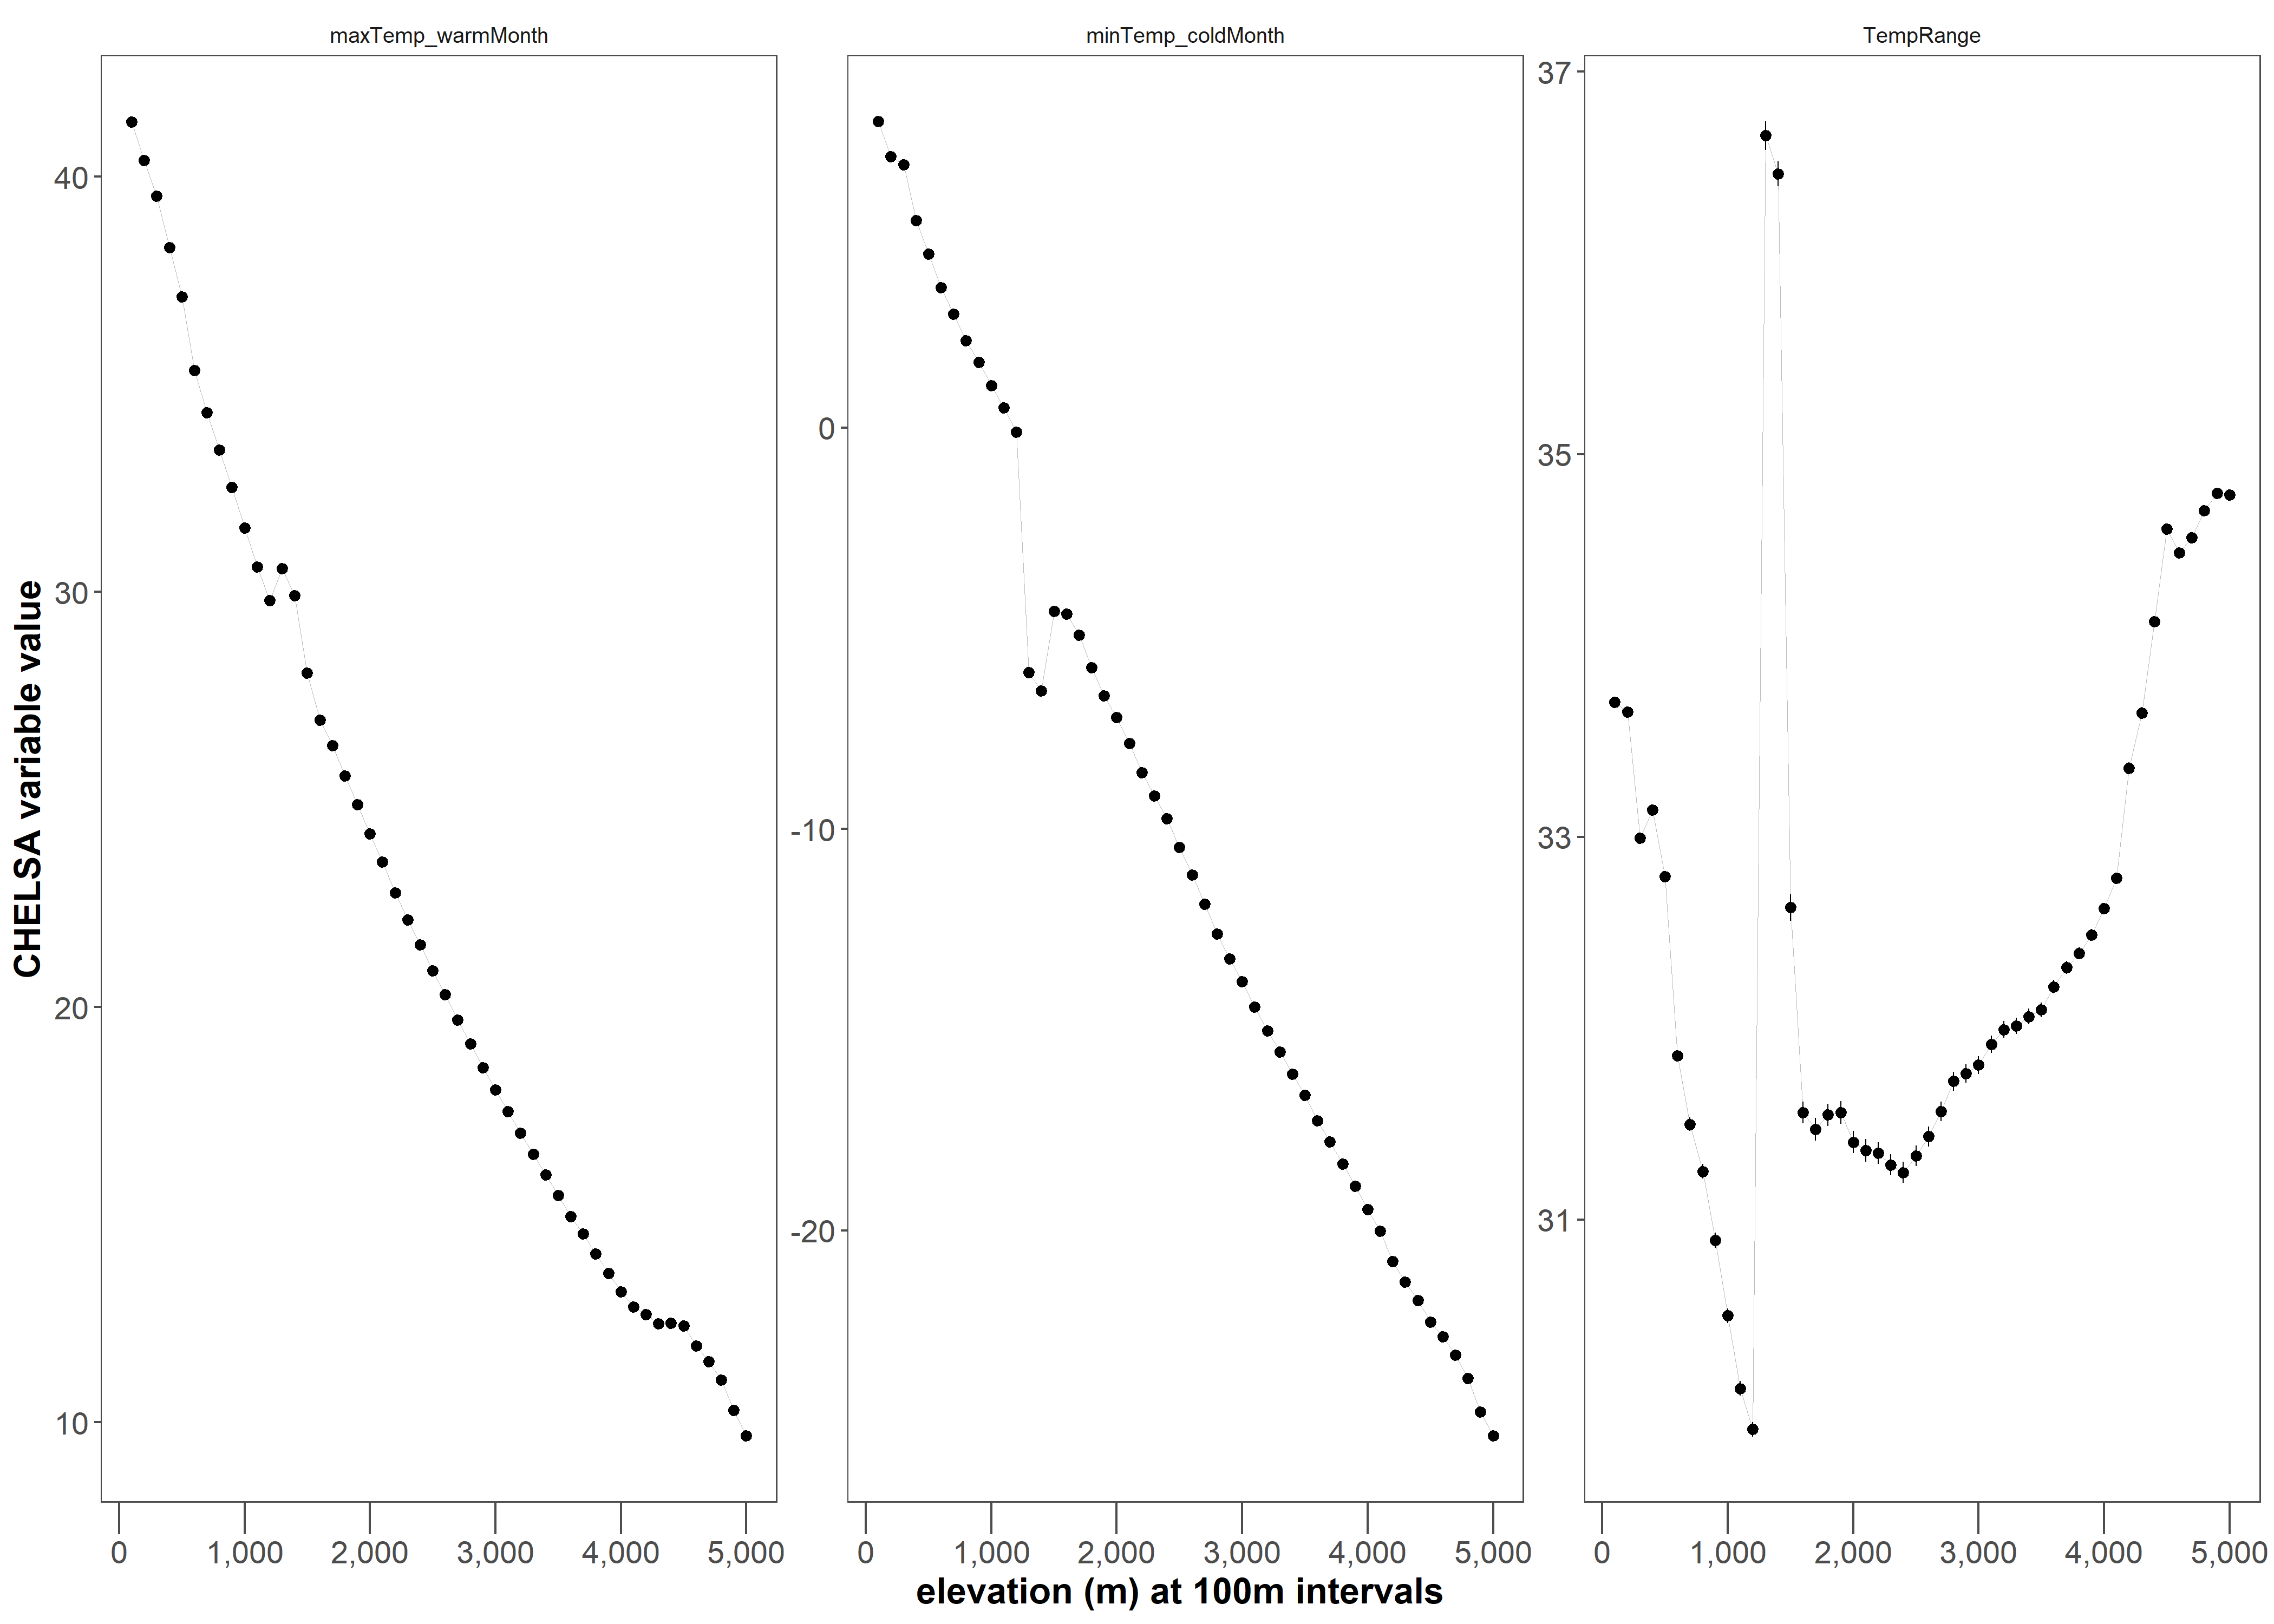 maxTemp_warmMonth
minTemp_coldMonth
TempRange
CHELSA variable value
40
30
20
10
0
-10
-20
37
35
33
31
0 1,000 2,000 3,000 4,000 5,000
0 1,000 2,000 3,000 4,000 5,000
0 1,000 2,000 3,000 4,000 5,000
elevation (m) at 100m intervals